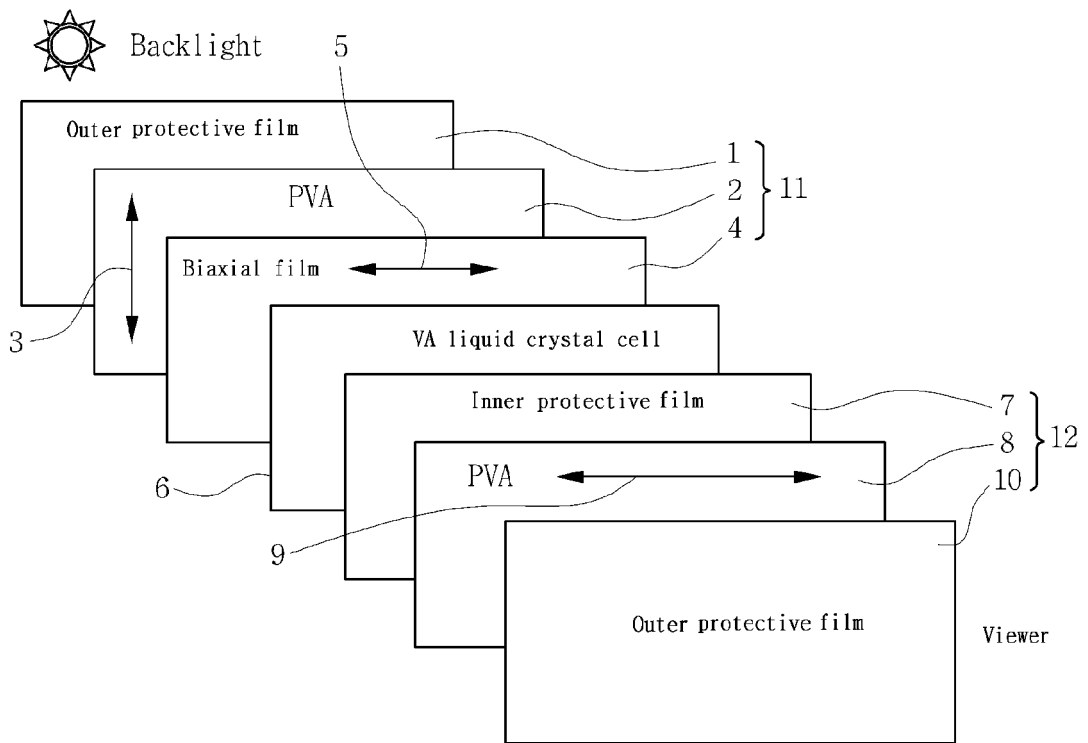 Backlight
5
Outer protective film
1
PVA
2
11
Biaxial film
4
3
VA liquid crystal cell
Inner protective film
7
6
PVA
8
12
9
10
Outer protective film
Viewer